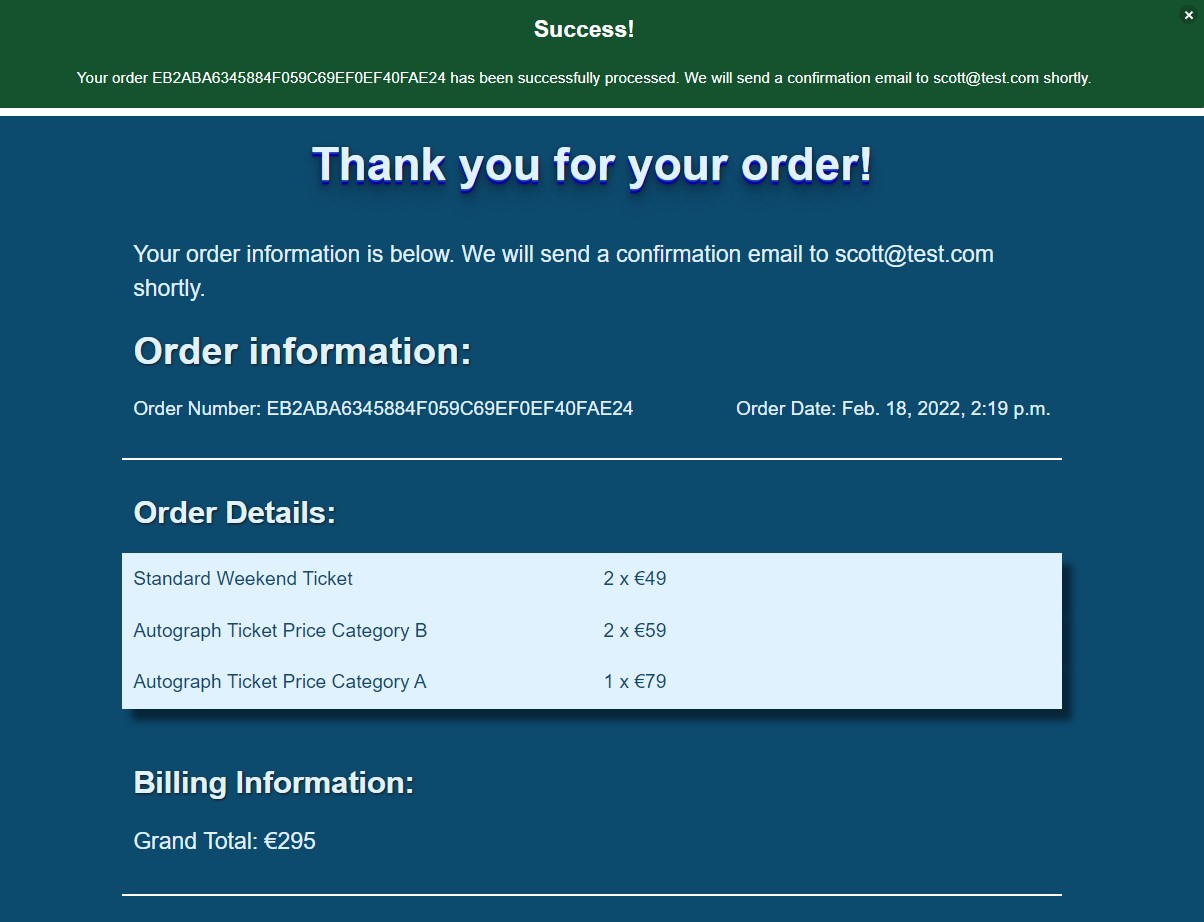 Success!
Your order EB2ABA6345884F059C69EF0EF40FAE24 has been successfully processed. We will send a confirmation email to scott@test.com shortly.
Thank you for your order!
Your order information is below. We will send a confirmation email to scott@test.com
shortly.
Order information:
Order Number: EB2ABA6345884F059C69EF0EF40FAE24 Order Date: Feb. 18, 2022, 2:19 p.m.
Order Details:
Standard Weekend Ticket 2 x €49
Autograph Ticket Price Category B 2 x €59
Autograph Ticket Price Category A 1 x €79
Billing Information:
Grand Total: €295